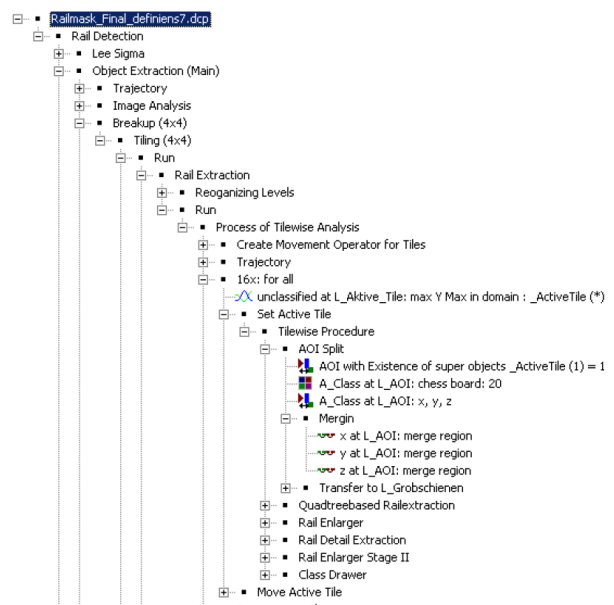 Railmask_Final_definiens7.dcp
Rail Detection
Lee Sigma
Object Extraction (Main)
Trajectory
Image Analysis
Breakup (4x4)
Tiling (4x4)
Run
Rail Extraction
Reoganizing Levels
Run
Process of Tilewise Analysis
Create Movement Operator for Tiles
Trajectory
16x: for all
unclassified at L_Aktive_Tile: max Y Max in domain : _ActiveTile (*)
Set Active Tile
Tilewise Procedure
AOI Split
AOI with Existence of super objects _ActiveTile (1) = 1
A_Class at L_AOI: chess board: 20
A_Class at L_AOI: x, y, z
Mergin
x at L_AOI: merge region
y at L_AOI: merge region
z at L_AOI: merge region
Transfer to L_Grobschienen
Quadtreebased Railextraction
Rail Enlarger
Rail Detail Extraction
Rail Enlarger Stage II
Class Drawer
Move Active Tile